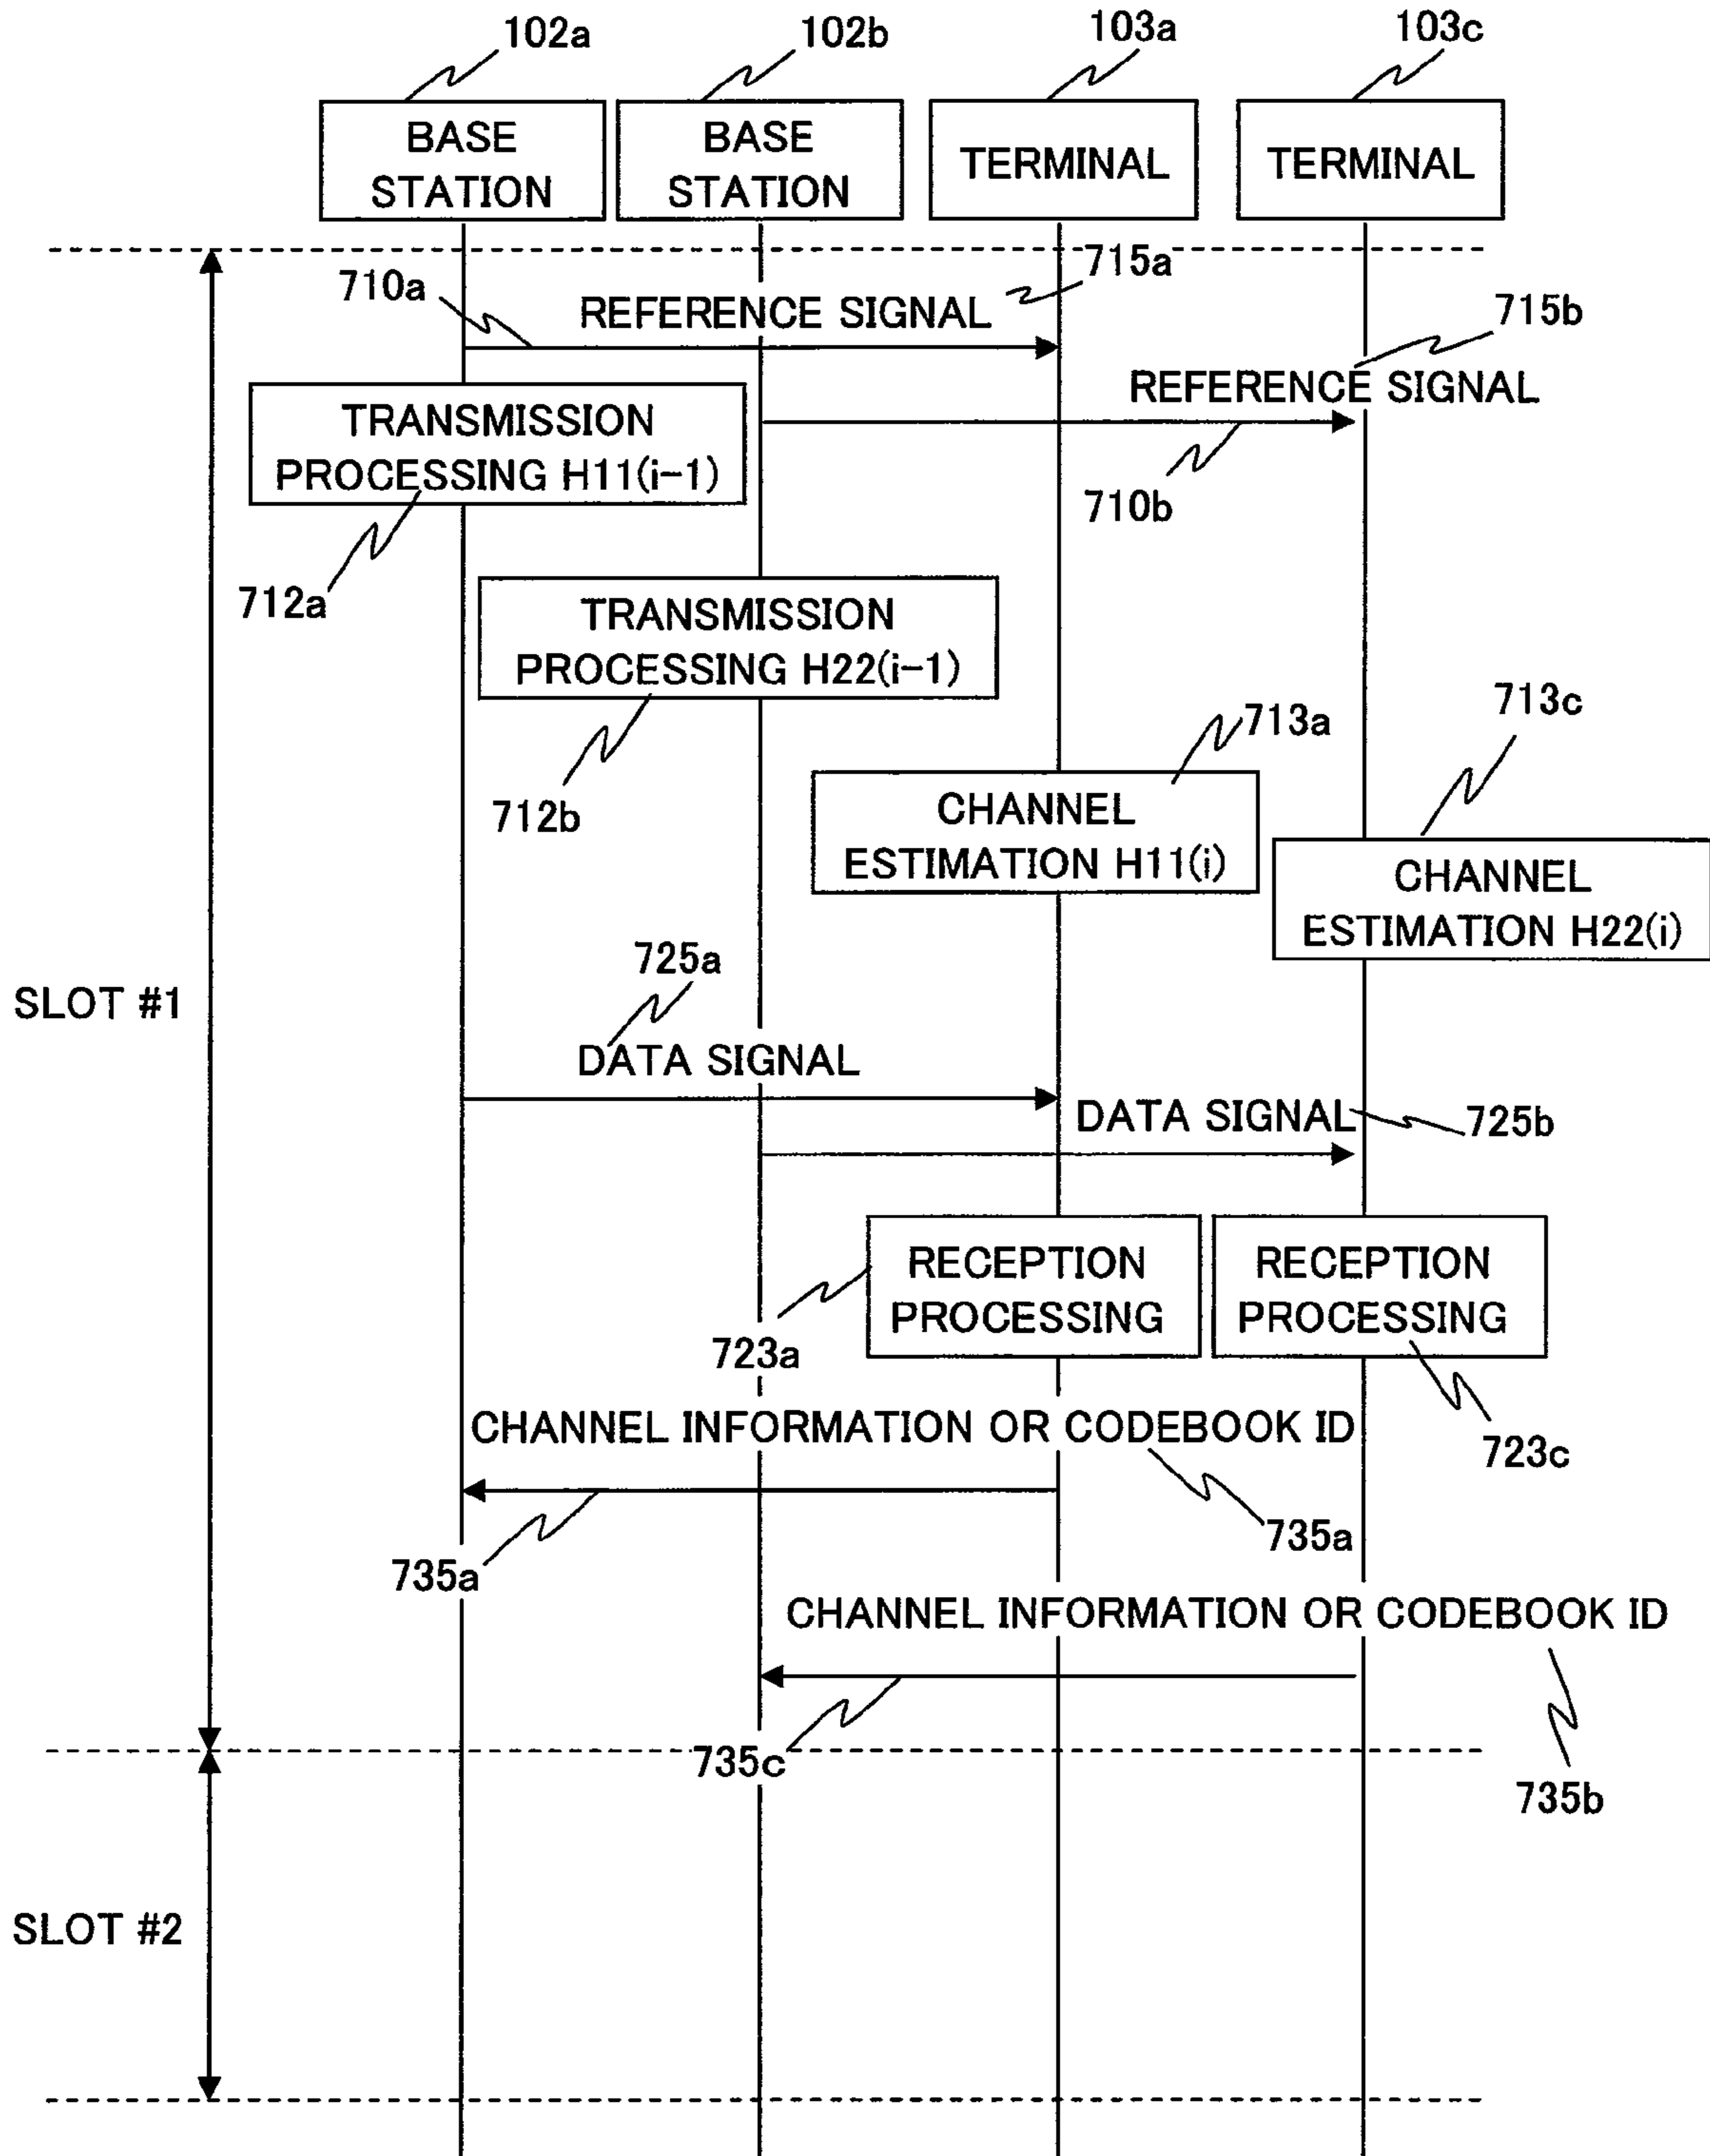 102a
102b
103a
103c
BASE
STATION
BASE
STATION
TERMINAL
TERMINAL
710a
715a
REFERENCE SIGNAL
715b
REFERENCE SIGNAL
TRANSMISSION
PROCESSING H11(i-1)
710b
712a
TRANSMISSION
PROCESSING H22(i-1)
713c
713a
712b
CHANNEL
ESTIMATION H11(i)
CHANNEL
ESTIMATION H22(i)
725a
SLOT #1
DATA SIGNAL
DATA SIGNAL
725b
RECEPTION
PROCESSING
RECEPTION
PROCESSING
723a
CHANNEL INFORMATION OR CODEBOOK ID
723c
735a
735a
CHANNEL INFORMATION OR CODEBOOK ID
735c
735b
SLOT #2